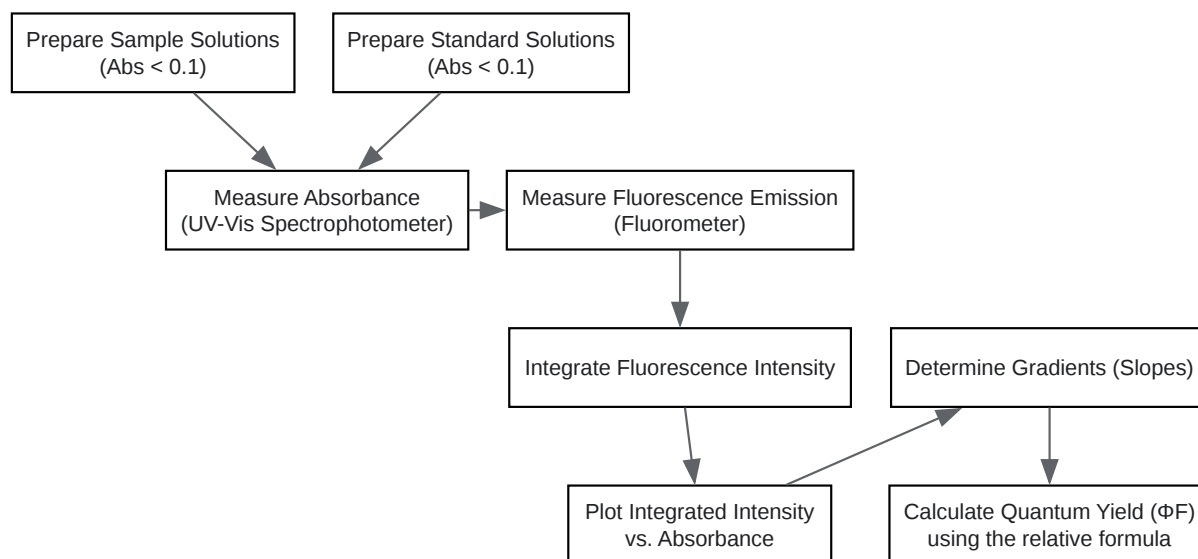 Prepare Sample Solutions
(Abs < 0.1)
Prepare Standard Solutions
(Abs < 0.1)
Measure Absorbance
(UV-Vis Spectrophotometer)
Measure Fluorescence Emission
(Fluorometer)
Integrate Fluorescence Intensity
Determine Gradients (Slopes)
Plot Integrated Intensity
vs. Absorbance
Calculate Quantum Yield (ΦF)
using the relative formula